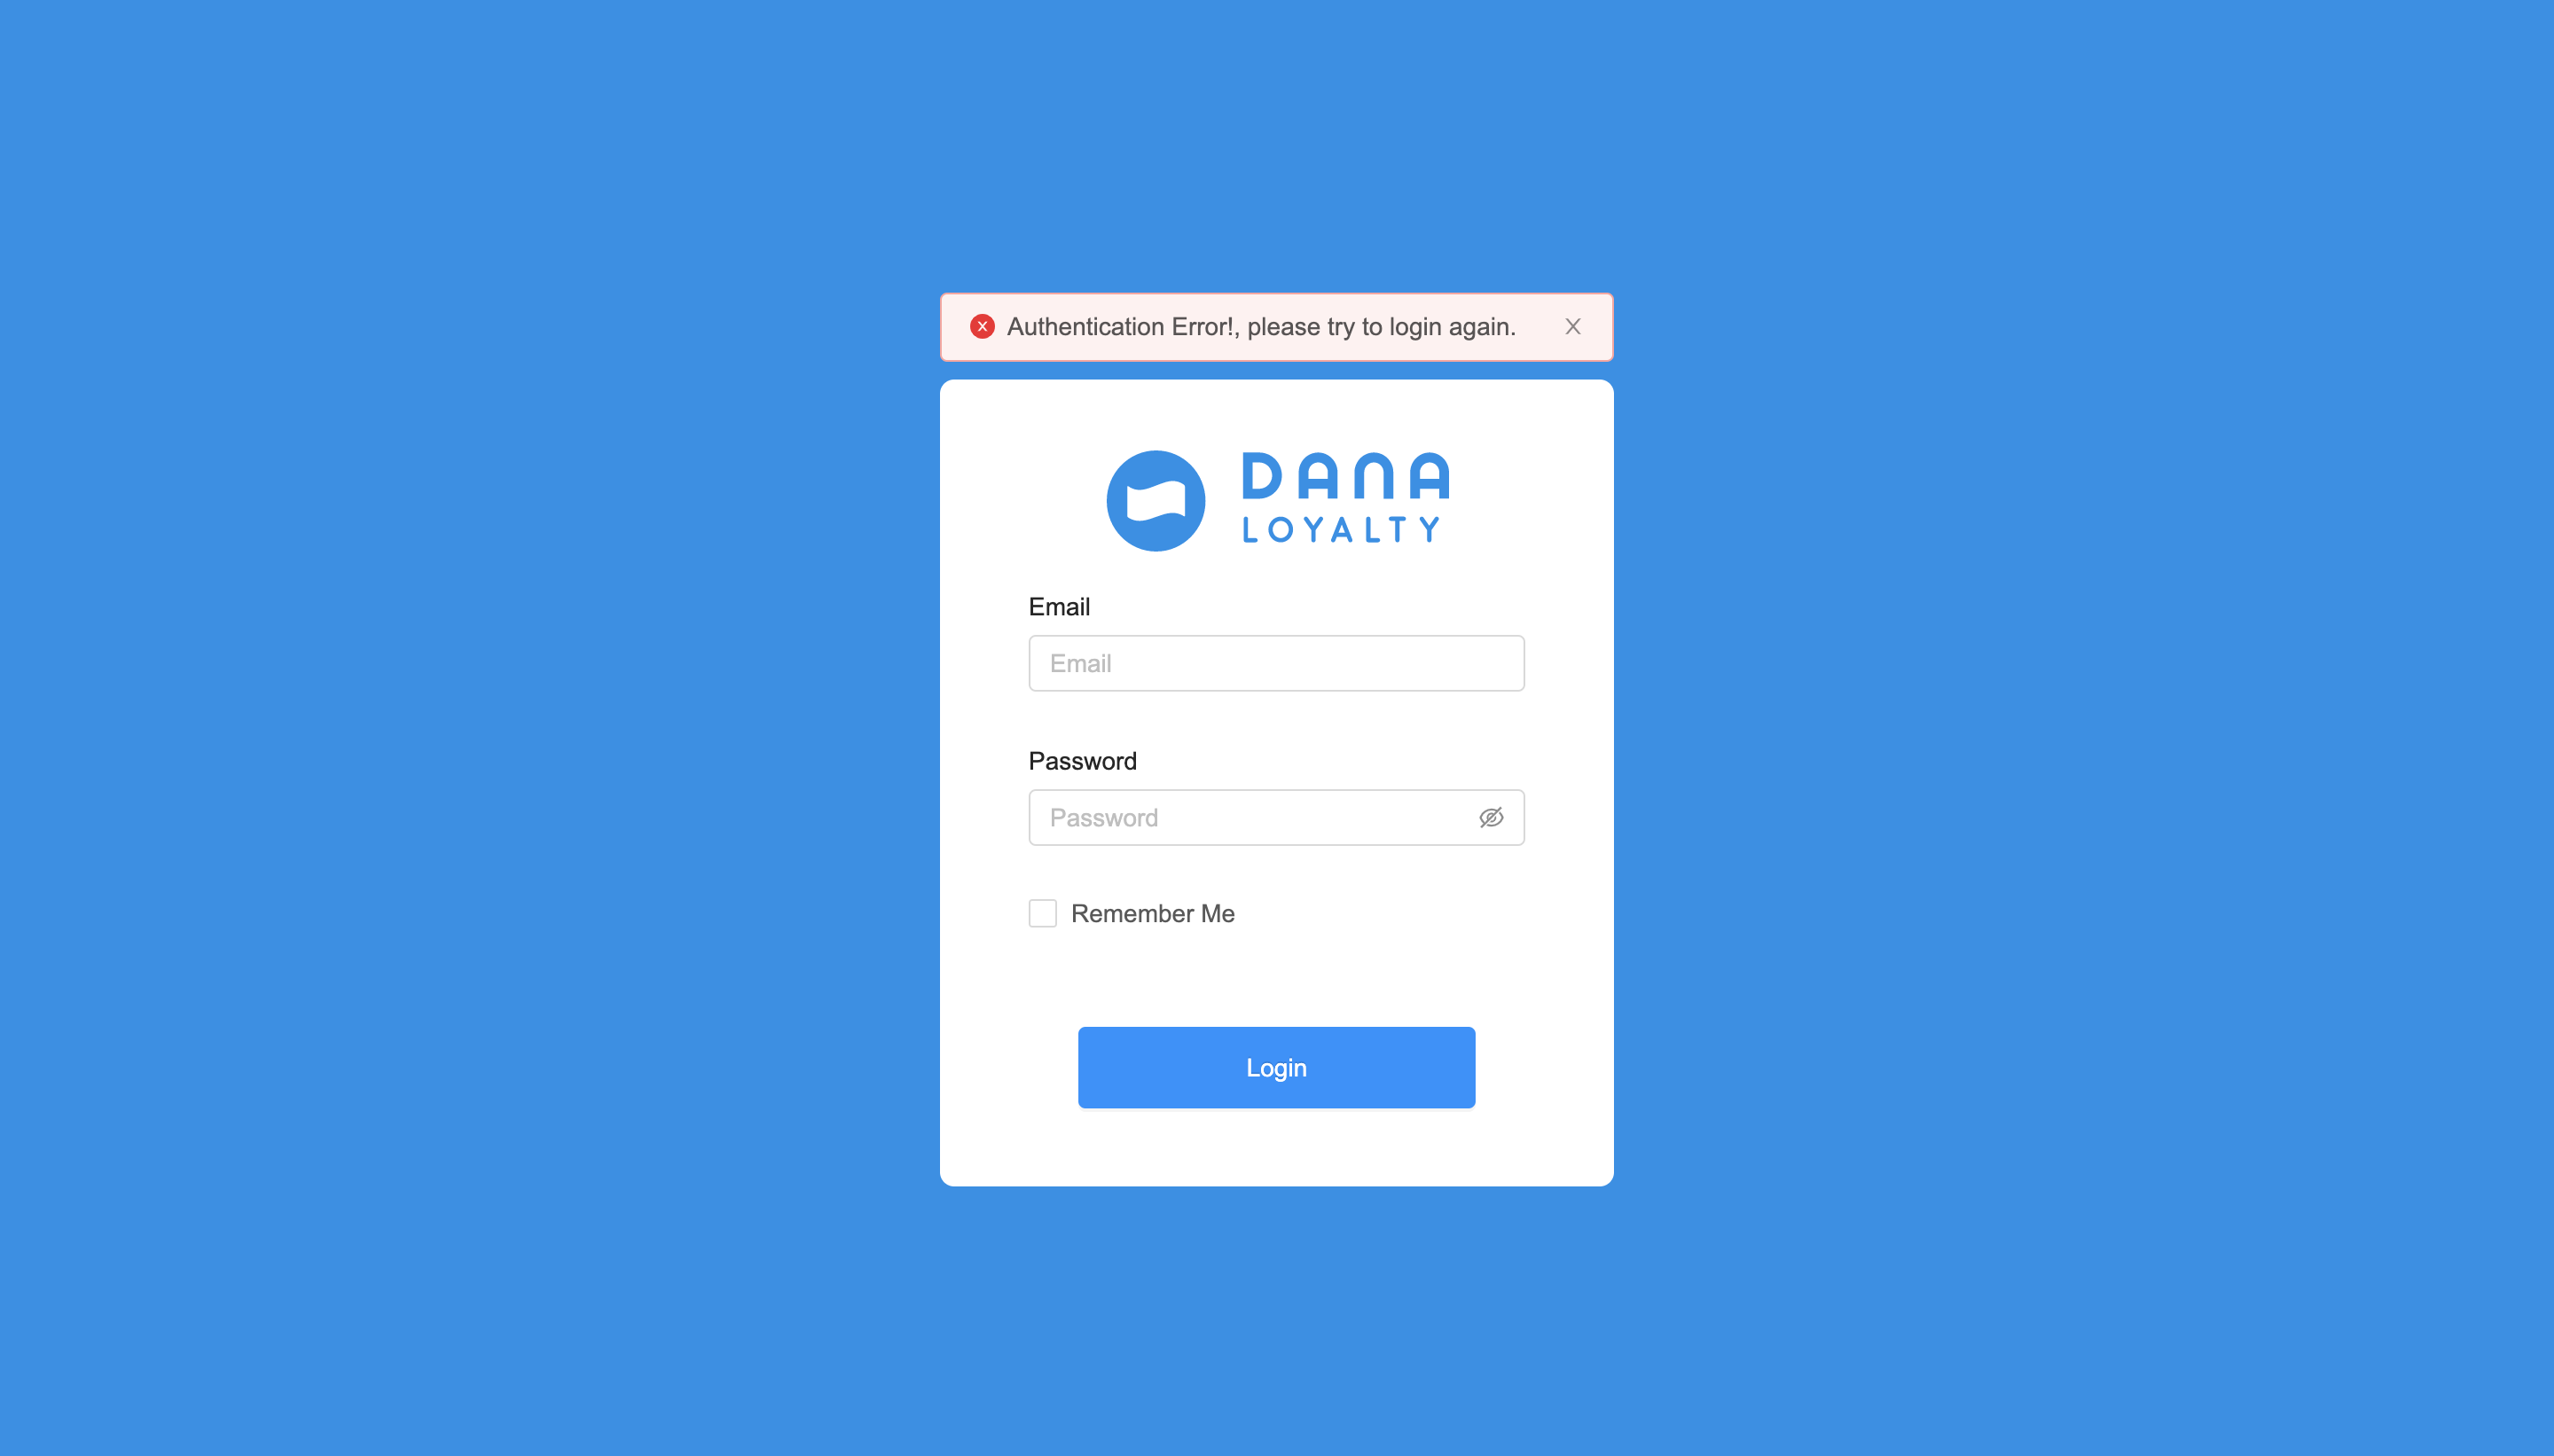 Authentication Error!, please try to login again.
DANA
LOYALTY
Email
Email
Password
Password
Remember Me
Login